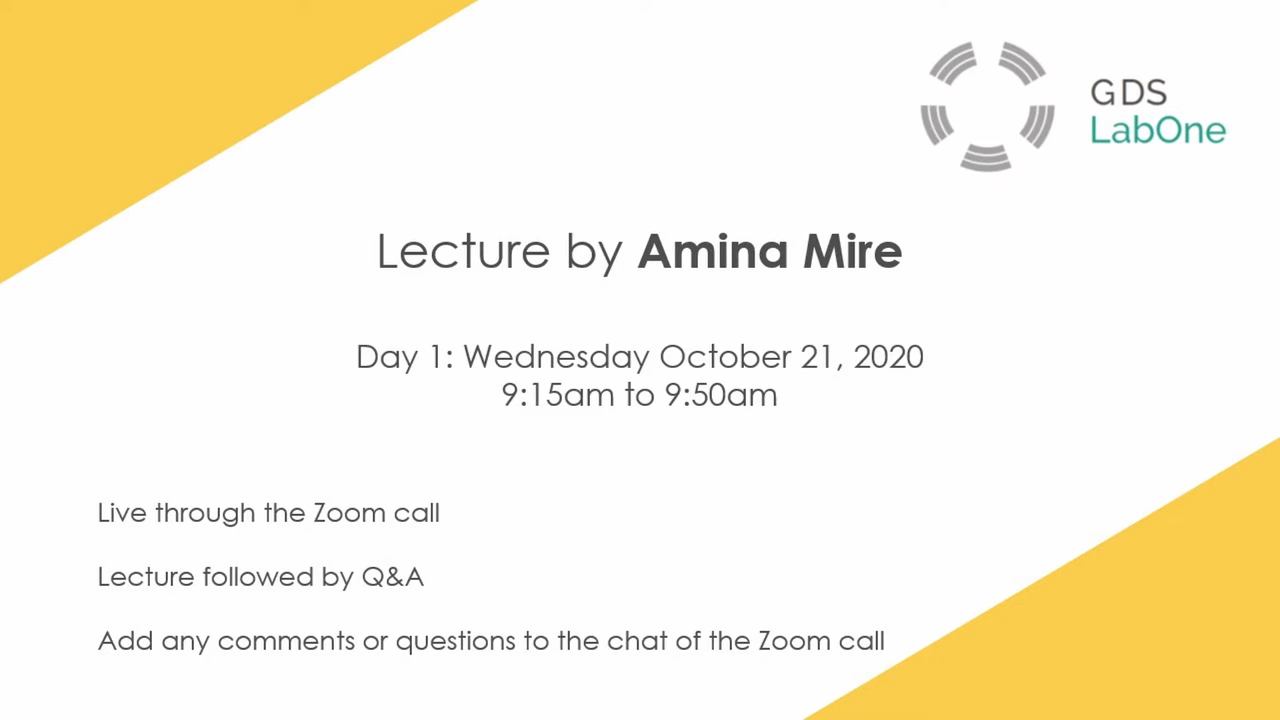 GDS
LabOne
Lecture by Amina Mire
Day 1: Wednesday October 21, 2020
9:15am to 9:50am
Live through the Zoom call
Lecture followed by Q&A
Add any comments or questions to the chat of the Zoom call